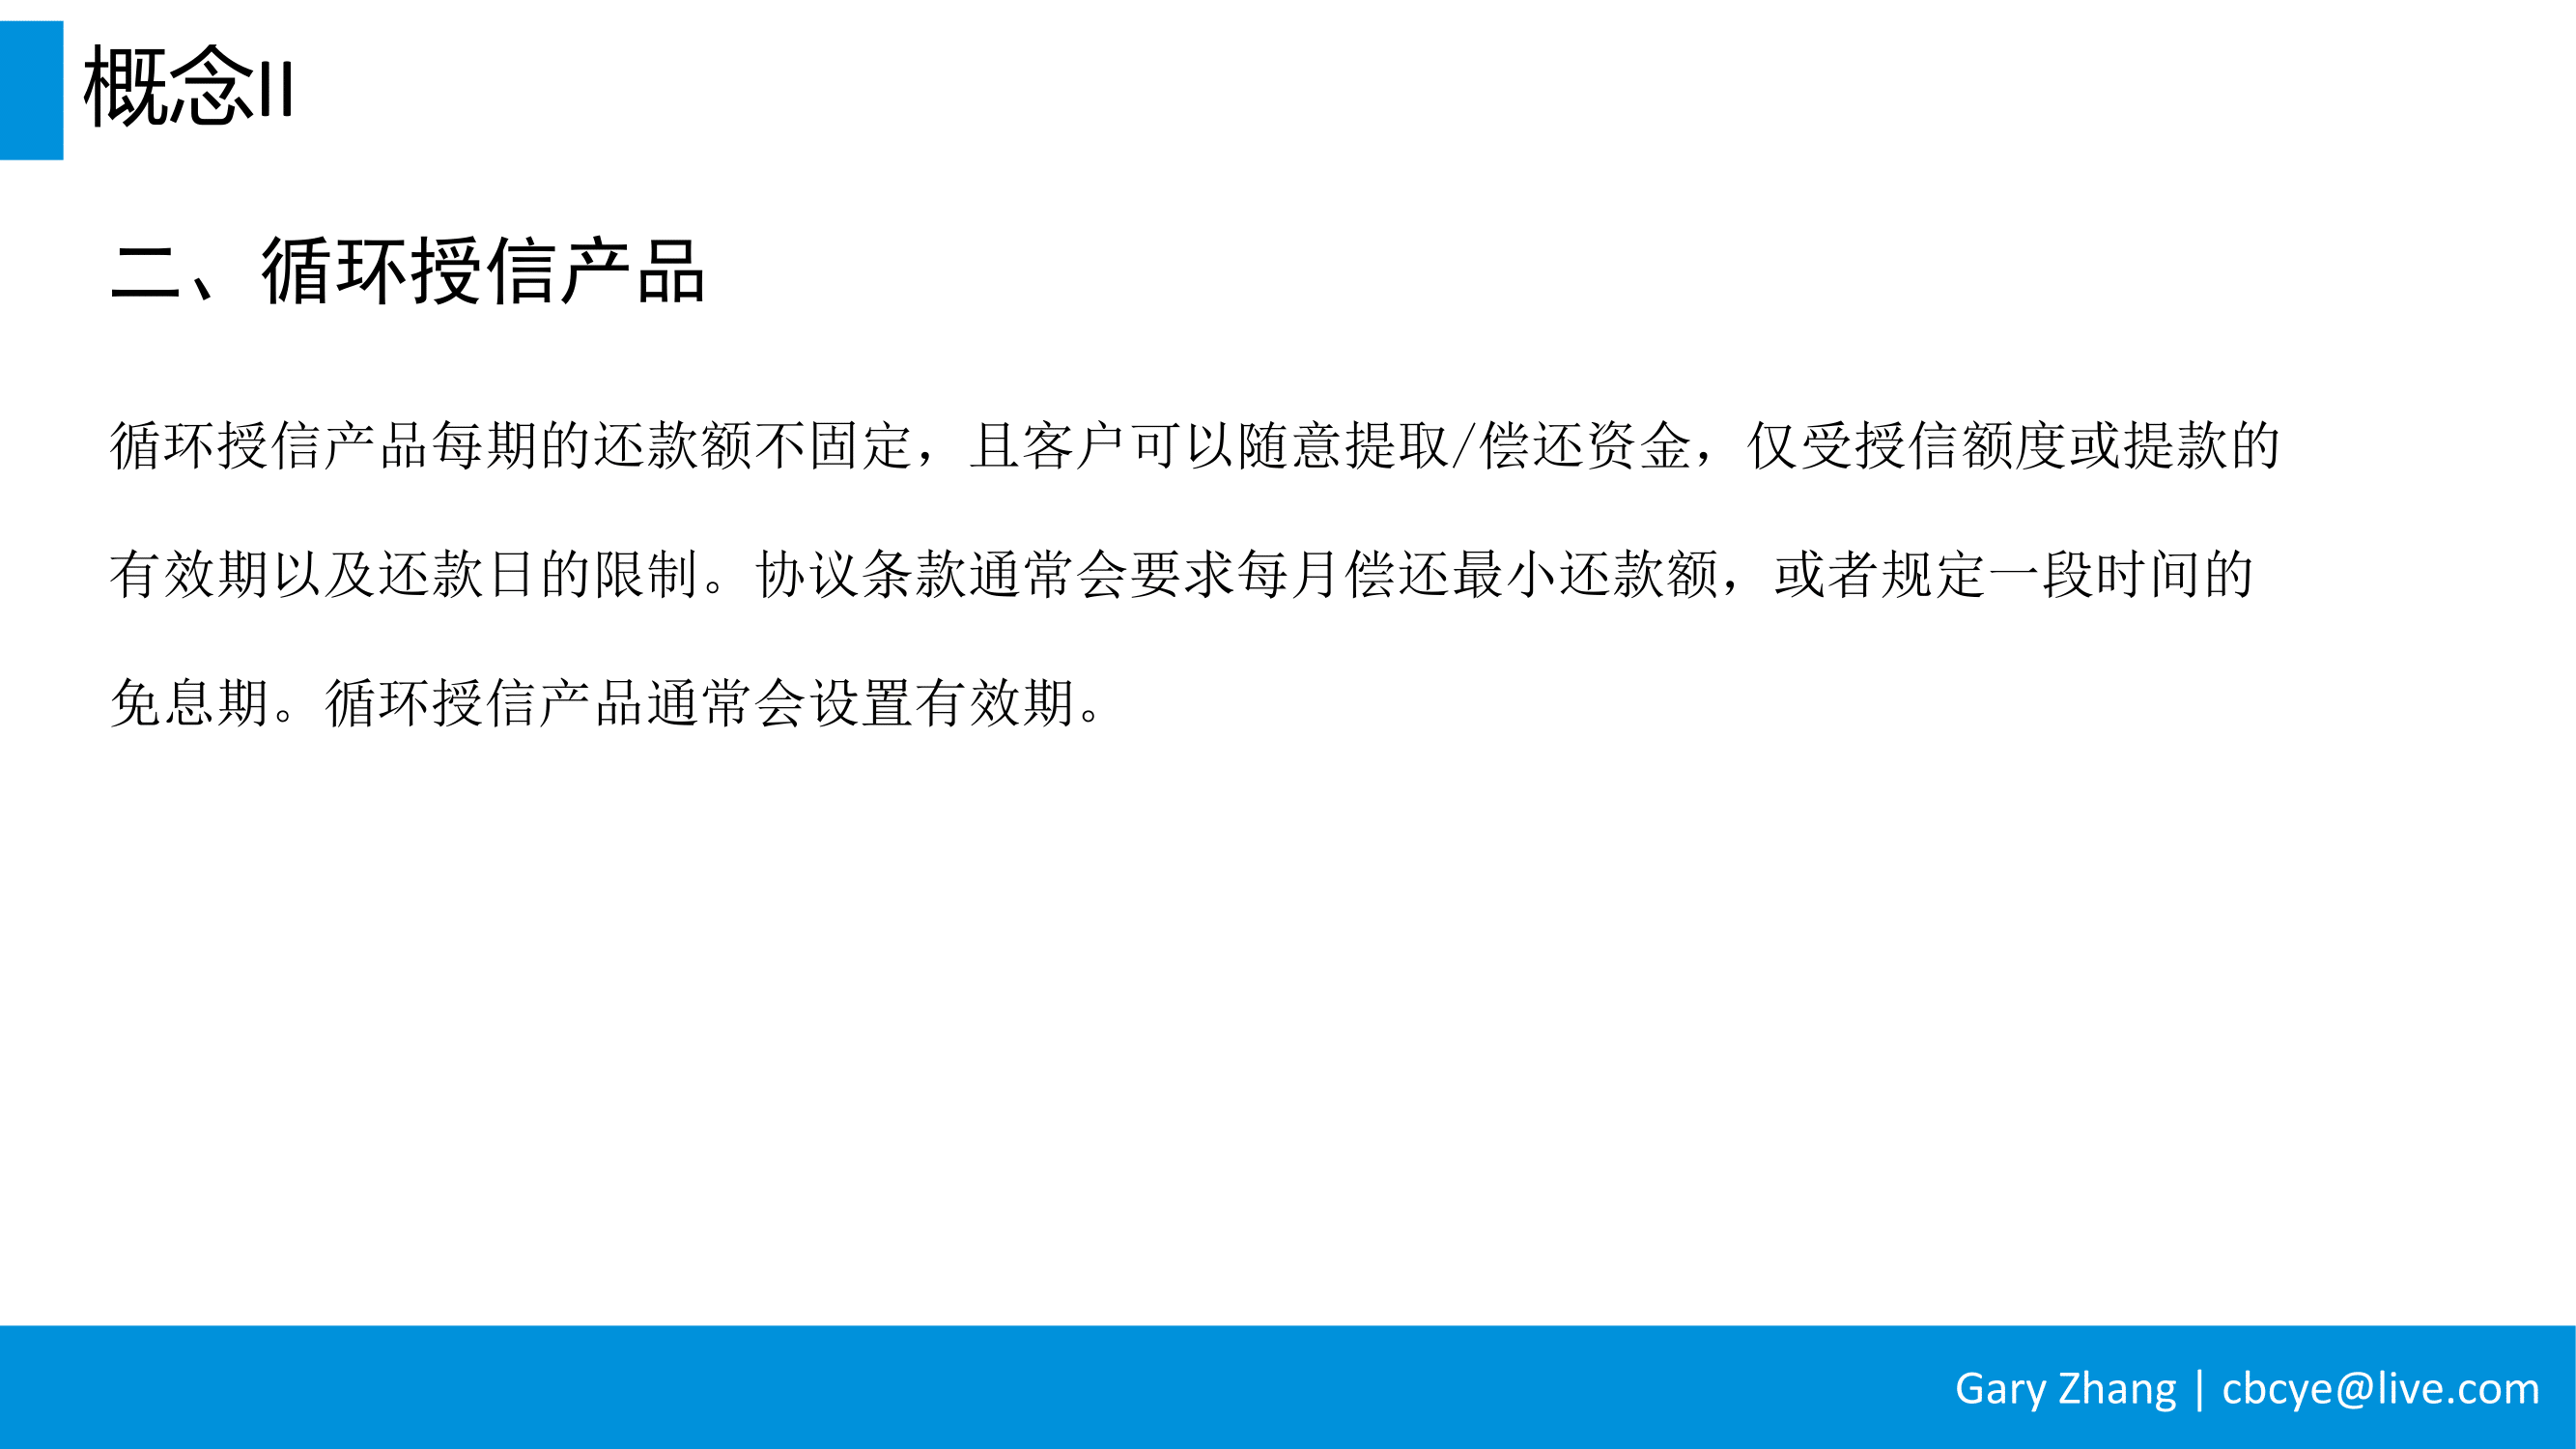 概念II
二、循环授信产品
循环授信产品每期的还款额不固定，且客户可以随意提取/偿还资金，仅受授信额度或提款的
有效期以及还款日的限制。协议条款通常会要求每月偿还最小还款额，或者规定一段时间的
免息期。循环授信产品通常会设置有效期。
Gary Zhang | cbcye@live.com